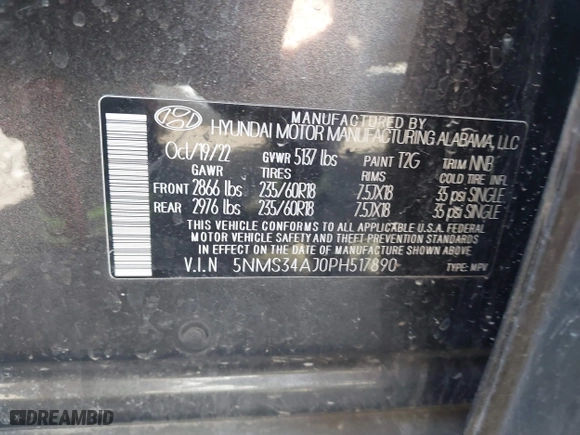 MANUFACTURED BY
HYUNDAI MOTOR MANUFACTURING ALABAMA, LLC
Oct/19/22 GVWR 5137 lbs PAINT T2G TRIM NNB
GAWR TIRES RIMS COLD TIRE INFL
FRONT 2866 lbs 235/60R18 7.5JX18 35 psi SINGLE
REAR 2976 lbs 235/60R18 7.5JX18 35 psi SINGLE
THIS VEHICLE CONFORMS TO ALL APPLICABLE U.S.A. FEDERAL
MOTOR VEHICLE SAFETY AND THEFT PREVENTION STANDARDS
IN EFFECT ON THE DATE OF MANUFACTURE SHOWN ABOVE.
V.I.N 5NMS34AJ0PH517890 TYPE: MPV
DREAMBID